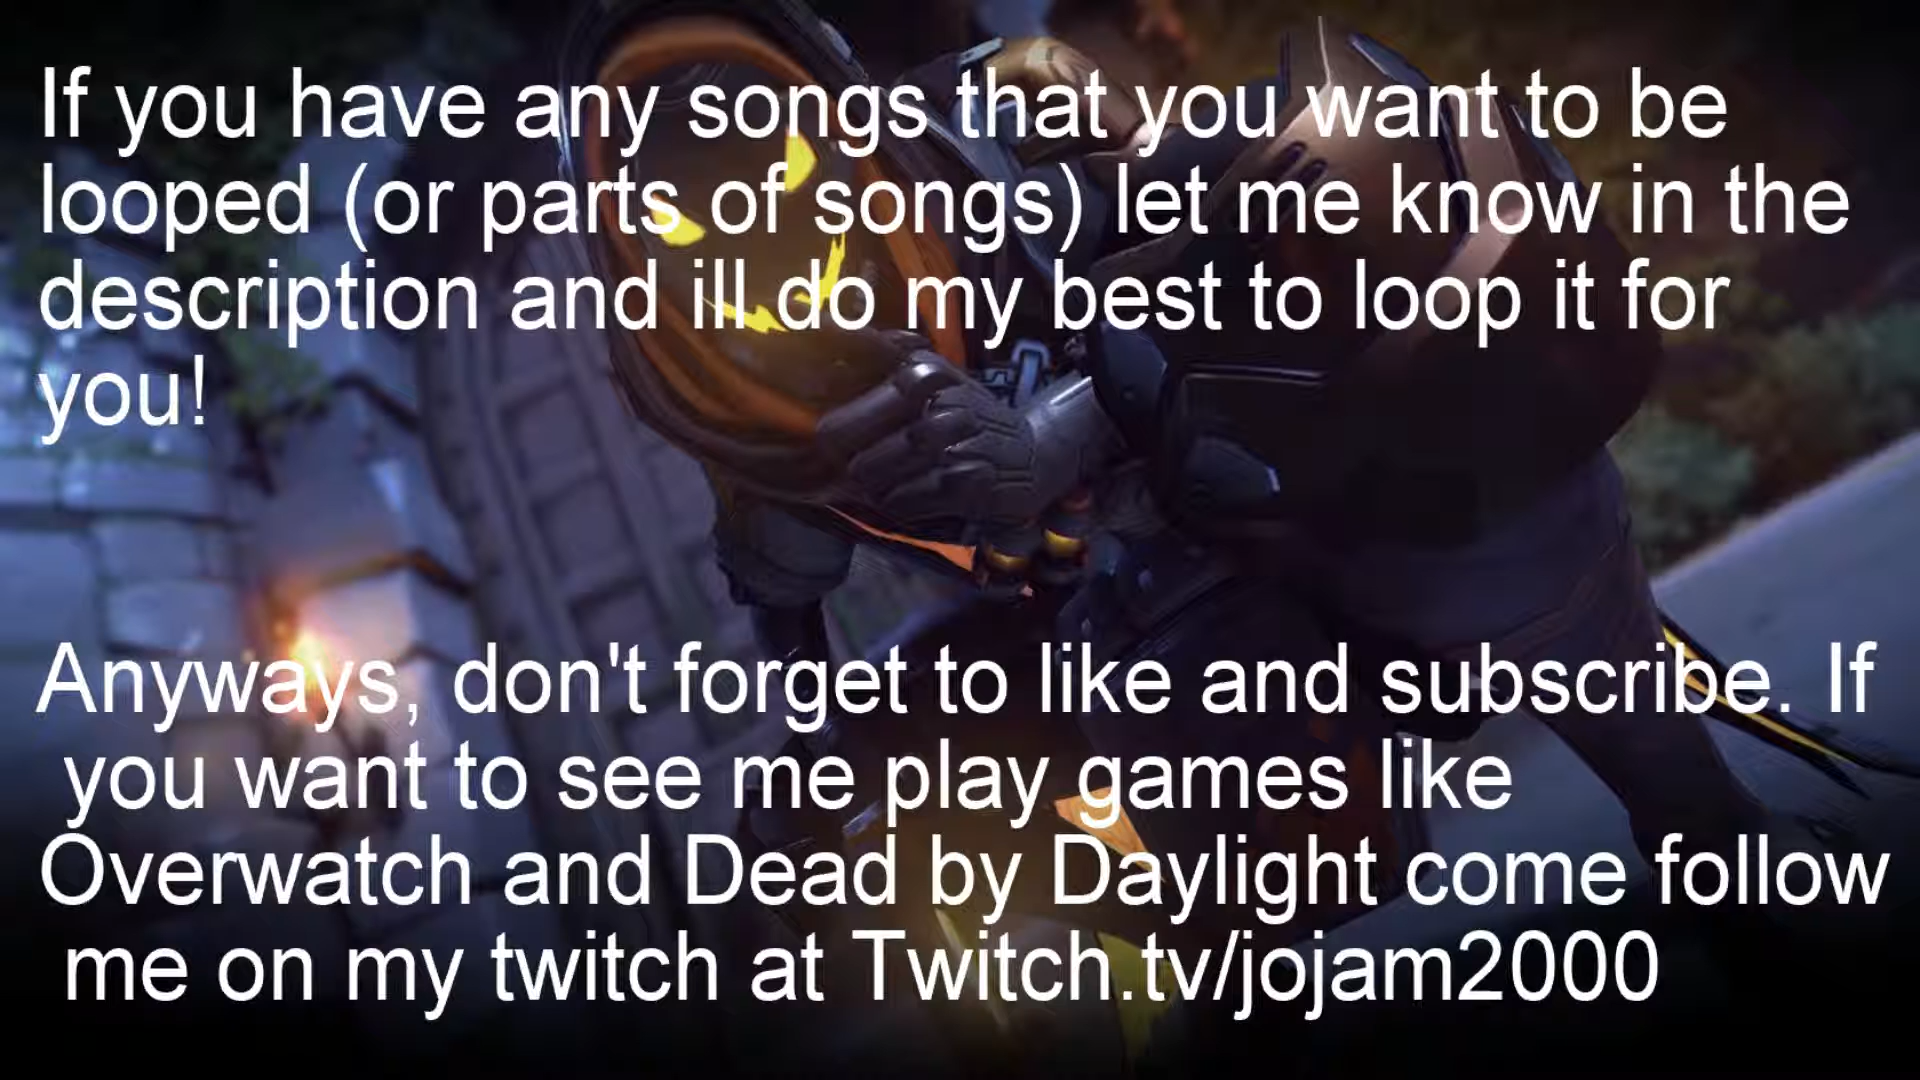 If you have any songs that you want to be
looped (or parts of songs) let me know in the
description and ill do my best to loop it for
you!
Anyways, don't forget to like and subscribe. If
you want to see me play games like
Overwatch and Dead by Daylight come follow
me on my twitch at Twitch.tv/jojam2000